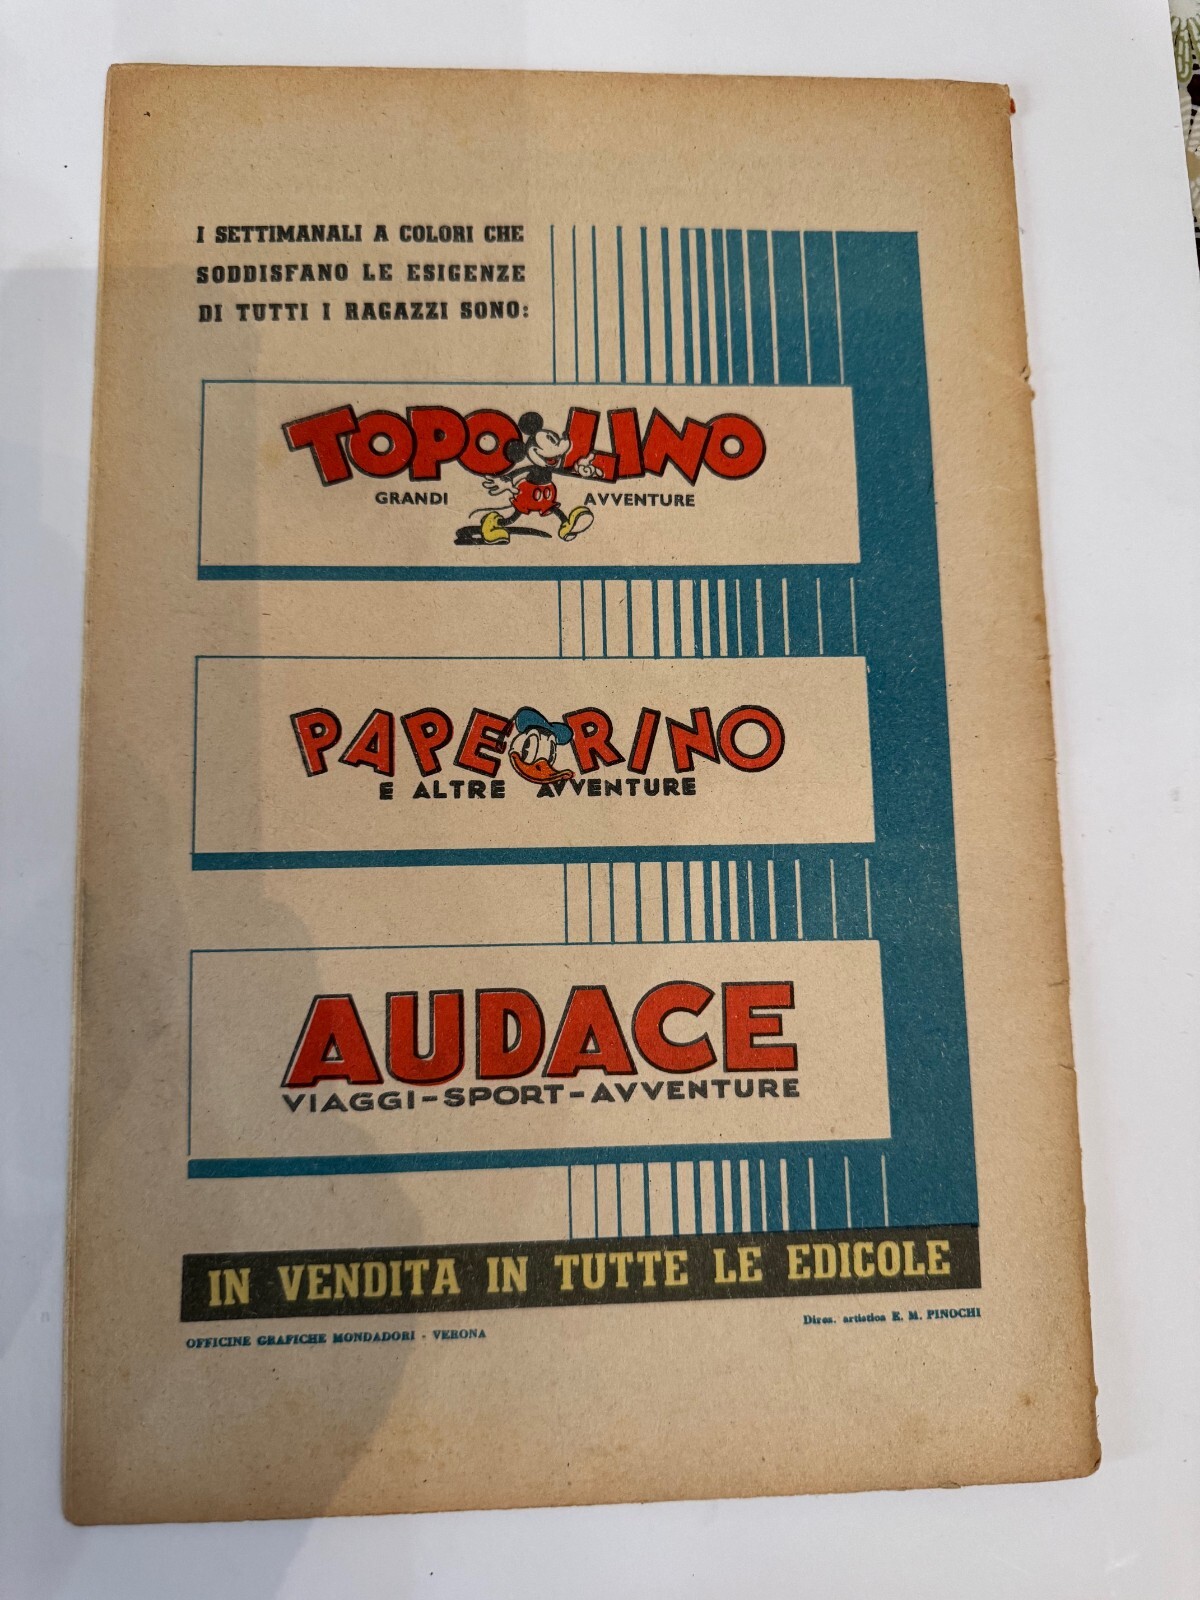 I SETTIMANALI A COLORI CHE
SODDISFANO LE ESIGENZE
DI TUTTI I RAGAZZI SONO:
TOPOLINO
GRANDI AVVENTURE
PAPERINO
E ALTRE AVVENTURE
AUDACE
VIAGGI-SPORT-AVVENTURE
IN VENDITA IN TUTTE LE EDICOLE
OFFICINE GRAFICHE MONDADORI - VERONA
Direz. artistica E. M. PINOCHI